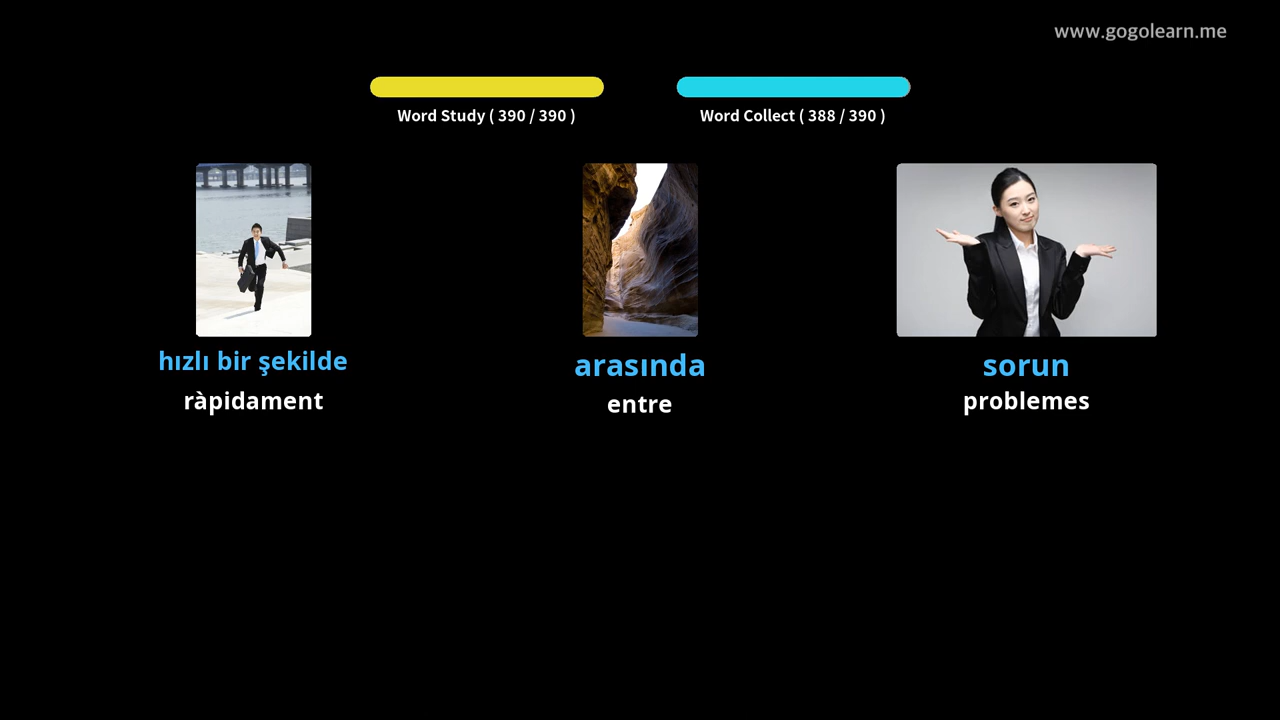 www.gogolearn.me
Word Study ( 390 / 390 )
Word Collect ( 388 / 390 )
hızlı bir şekilde
ràpidament
arasında
entre
sorun
problemes